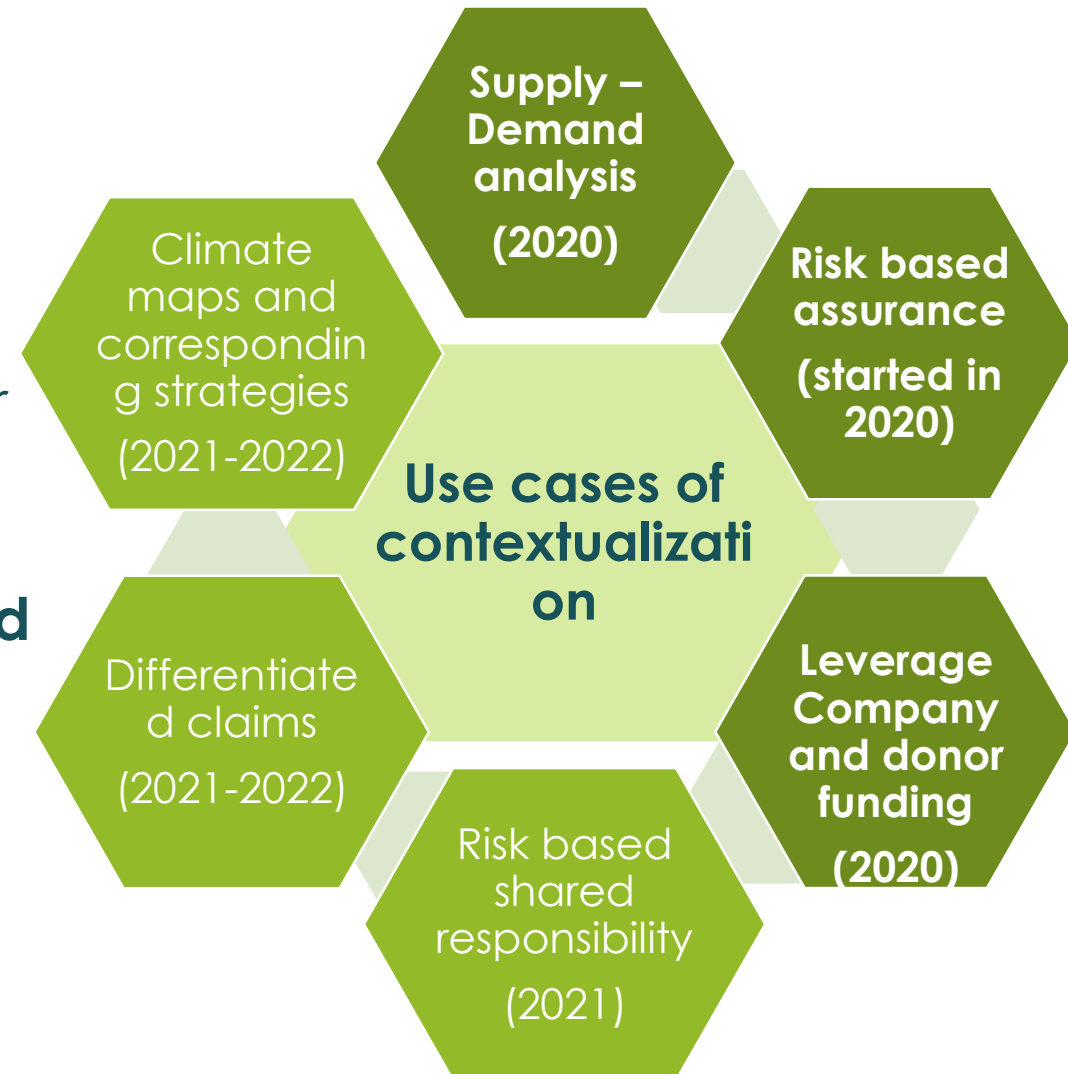 Supply –
Demand
analysis
(2020)
Risk based
assurance
(started in
2020)
Leverage
Company
and donor
funding
(2020)
Risk based
shared
responsibility
(2021)
Differentiate
d claims
(2021-2022)
Climate
maps and
correspondin
g strategies
(2021-2022)
Use cases of
contextualizati
on
r
d